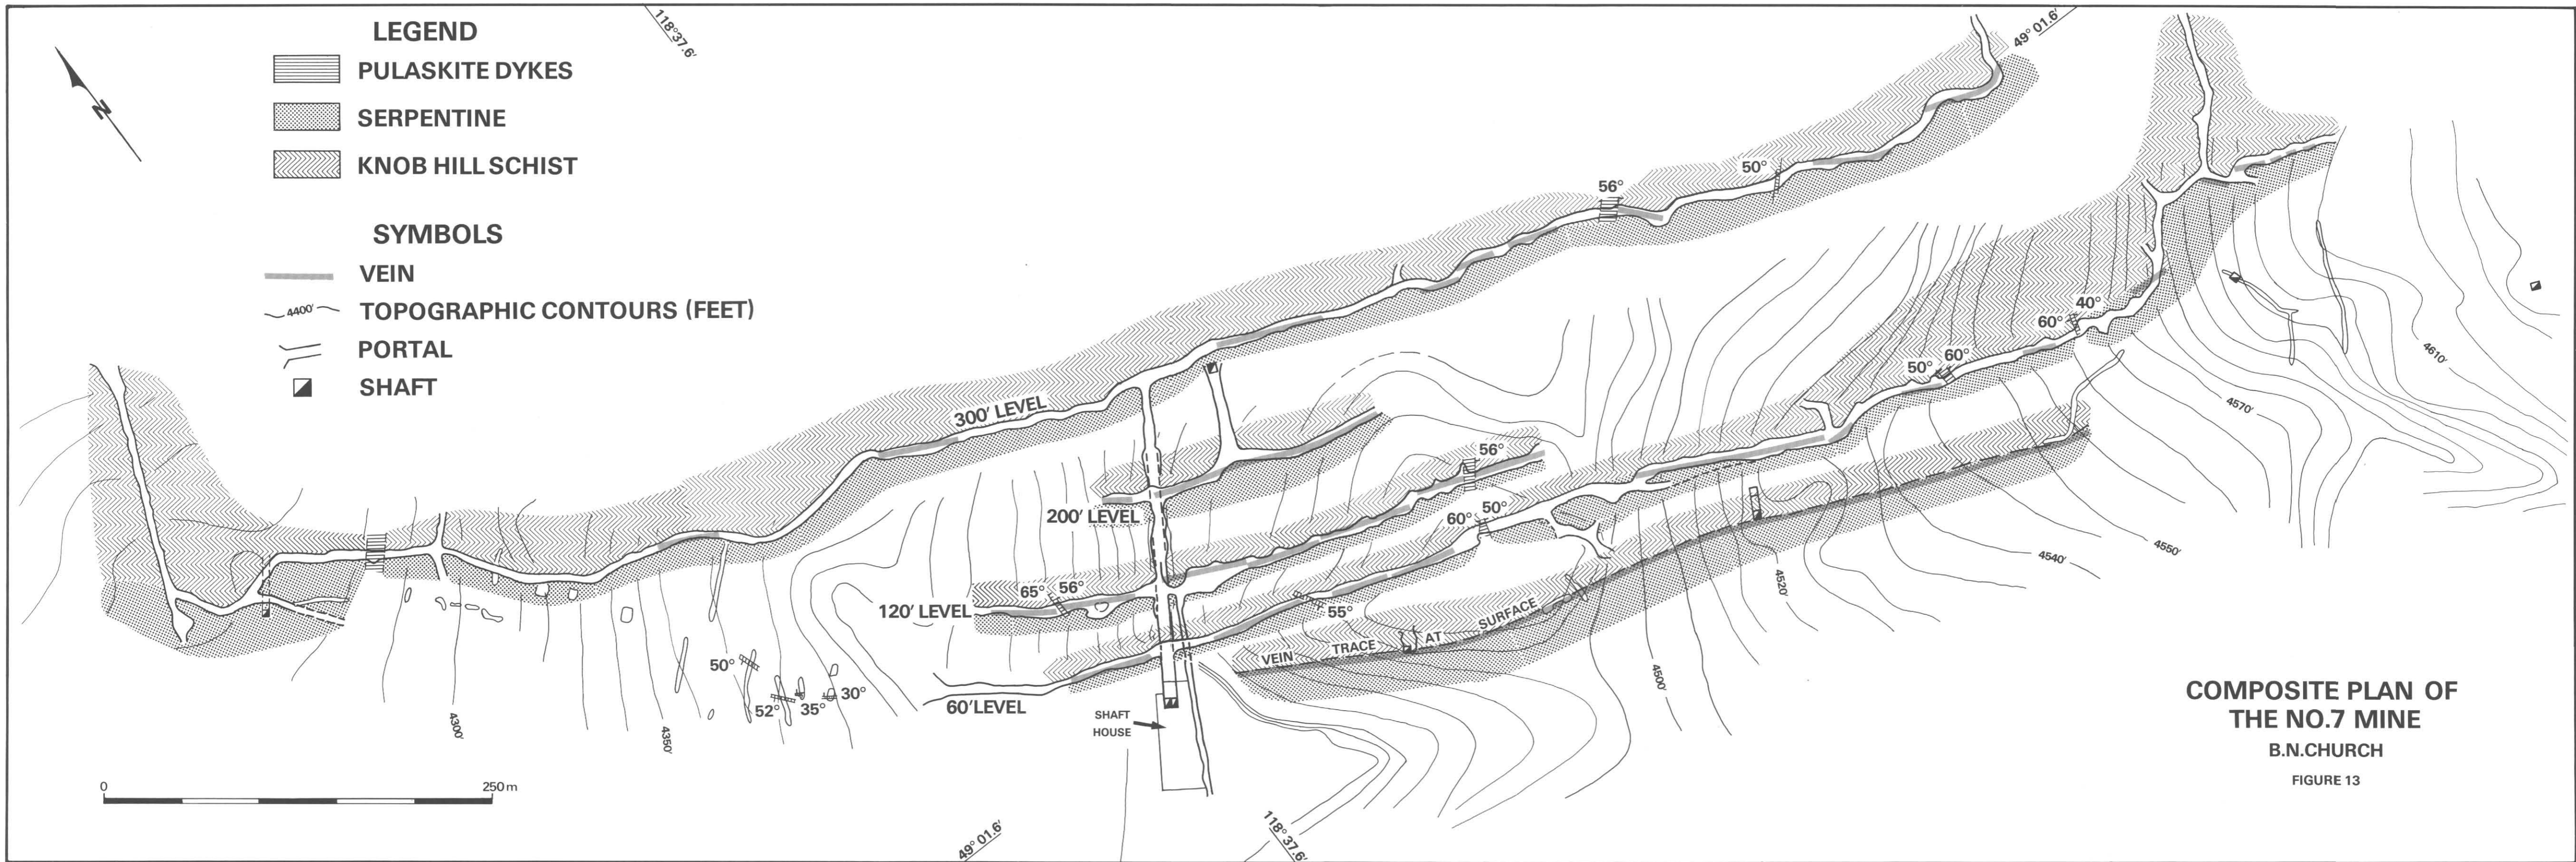 LEGEND
PULASKITE DYKES
SERPENTINE
KNOB HILL SCHIST
SYMBOLS
VEIN
4400' TOPOGRAPHIC CONTOURS (FEET)
PORTAL
SHAFT
N
118°37.6'
49° 01.6'
50°
56°
40°
60°
60°
50°
4610'
4570'
300' LEVEL
56°
200' LEVEL
50°
60°
4550'
4540'
4520'
65° 56°
120' LEVEL
55°
VEIN TRACE AT SURFACE
50°
30°
52° 35°
60' LEVEL
4500'
4300'
4350'
SHAFT
HOUSE
0 250 m
49° 01.6'
118° 37.6'
COMPOSITE PLAN OF
THE NO.7 MINE
B.N.CHURCH
FIGURE 13